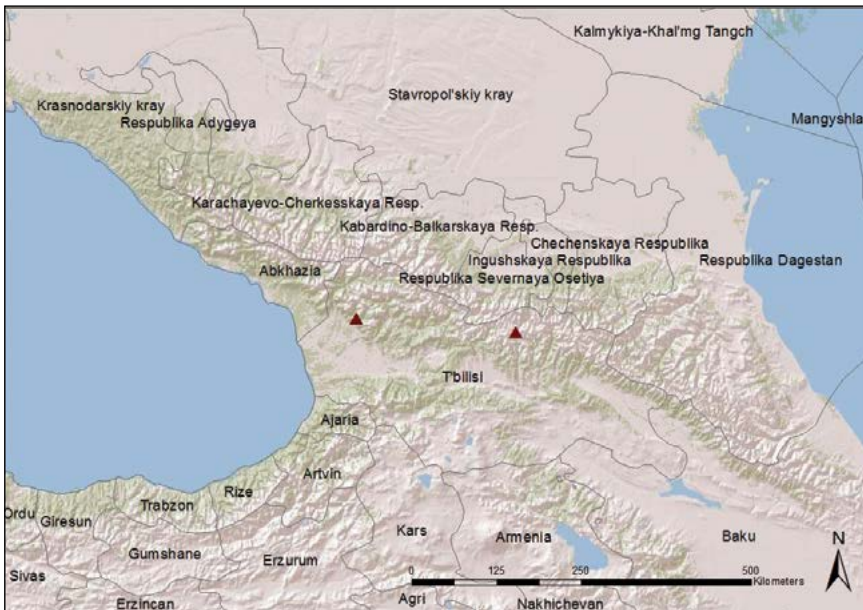 Kalmykiya-Khal'mg Tangch
Stavropol'skiy kray
Krasnodarskiy kray
Respublika Adygeya
Mangyshla
Karachayevo-Cherkesskaya Resp.
Kabardino-Balkarskaya Resp.
Chechenskaya Respublika
Ingushskaya Respublika
Respublika Dagestan
Abkhazia
Respublika Severnaya Osetiya
T'bilisi
Ajaria
Artvin
Rize
Trabzon
Ordu
Giresun
Kars
Armenia
Baku
N
Gumshane
Erzurum
Sivas
0 125 250 500
Kilometers
Erzincan
Agri
Nakhichevan